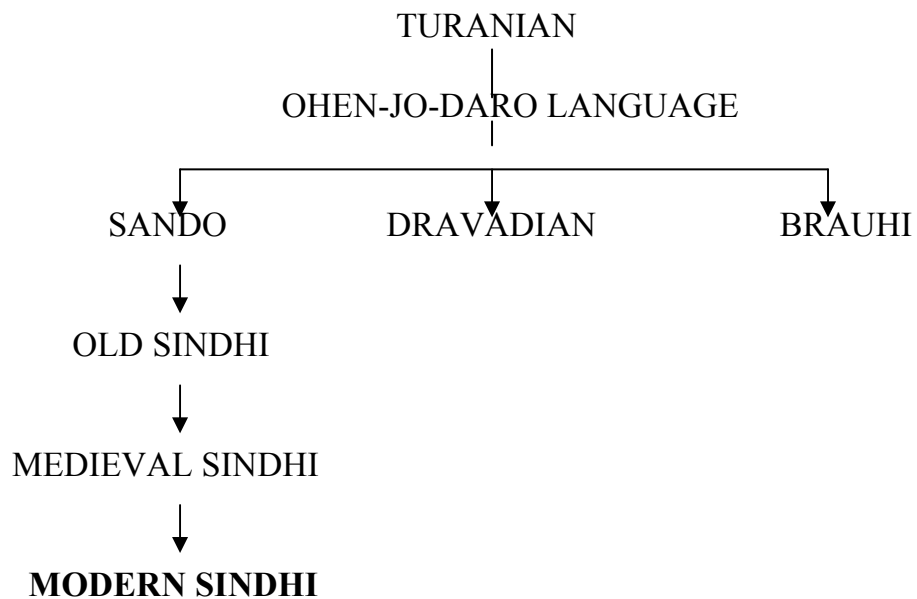 TURANIAN
OHEN-JO-DARO LANGUAGE
SANDO DRAVADIAN BRAUHI
OLD SINDHI
MEDIEVAL SINDHI
MODERN SINDHI